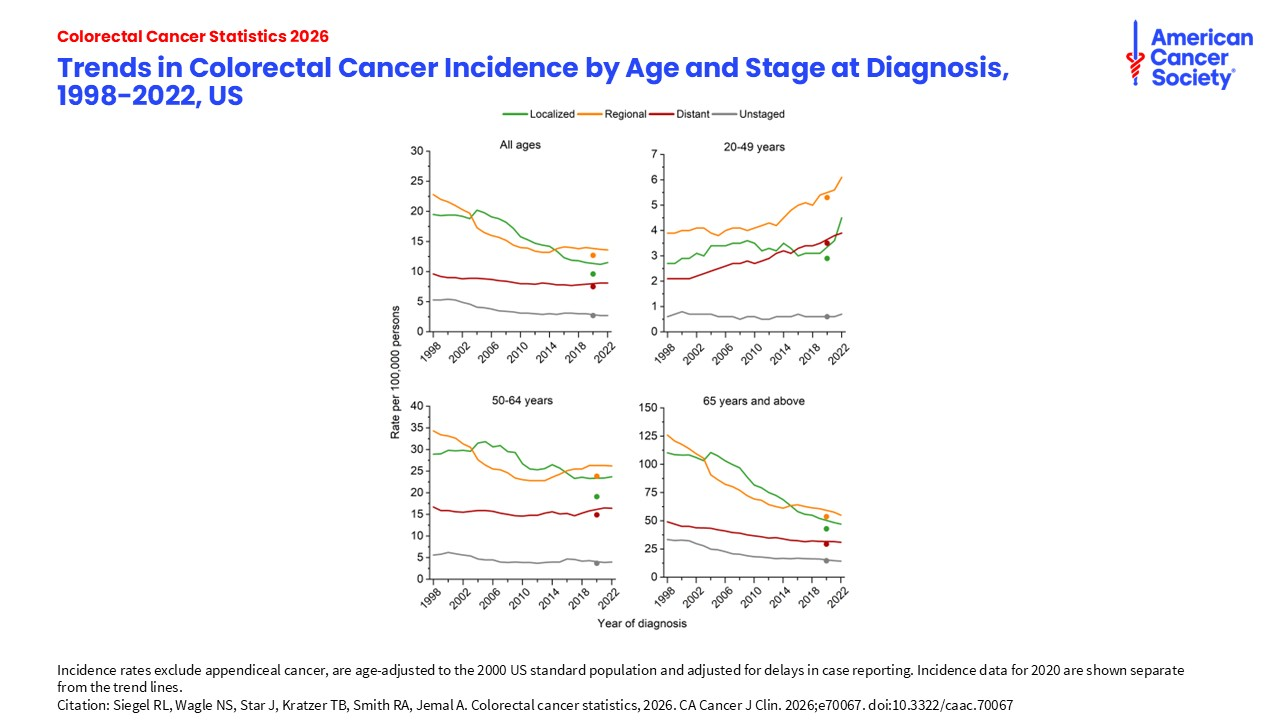 Colorectal Cancer Statistics 2026
Trends in Colorectal Cancer Incidence by Age and Stage at Diagnosis,
1998-2022, US
American
Cancer
Society®
Localized Regional Distant Unstaged
All ages
30
25
20
15
10
5
0
1998 2002 2006 2010 2014 2018 2022
20-49 years
7
6
5
4
3
2
1
0
1998 2002 2006 2010 2014 2018 2022
Rate per 100,000 persons
50-64 years
40
35
30
25
20
15
10
5
0
1998 2002 2006 2010 2014 2018 2022
65 years and above
150
125
100
75
50
25
0
1998 2002 2006 2010 2014 2018 2022
Year of diagnosis
Incidence rates exclude appendiceal cancer, are age-adjusted to the 2000 US standard population and adjusted for delays in case reporting. Incidence data for 2020 are shown separate
from the trend lines.
Citation: Siegel RL, Wagle NS, Star J, Kratzer TB, Smith RA, Jemal A. Colorectal cancer statistics, 2026. CA Cancer J Clin. 2026;e70067. doi:10.3322/caac.70067